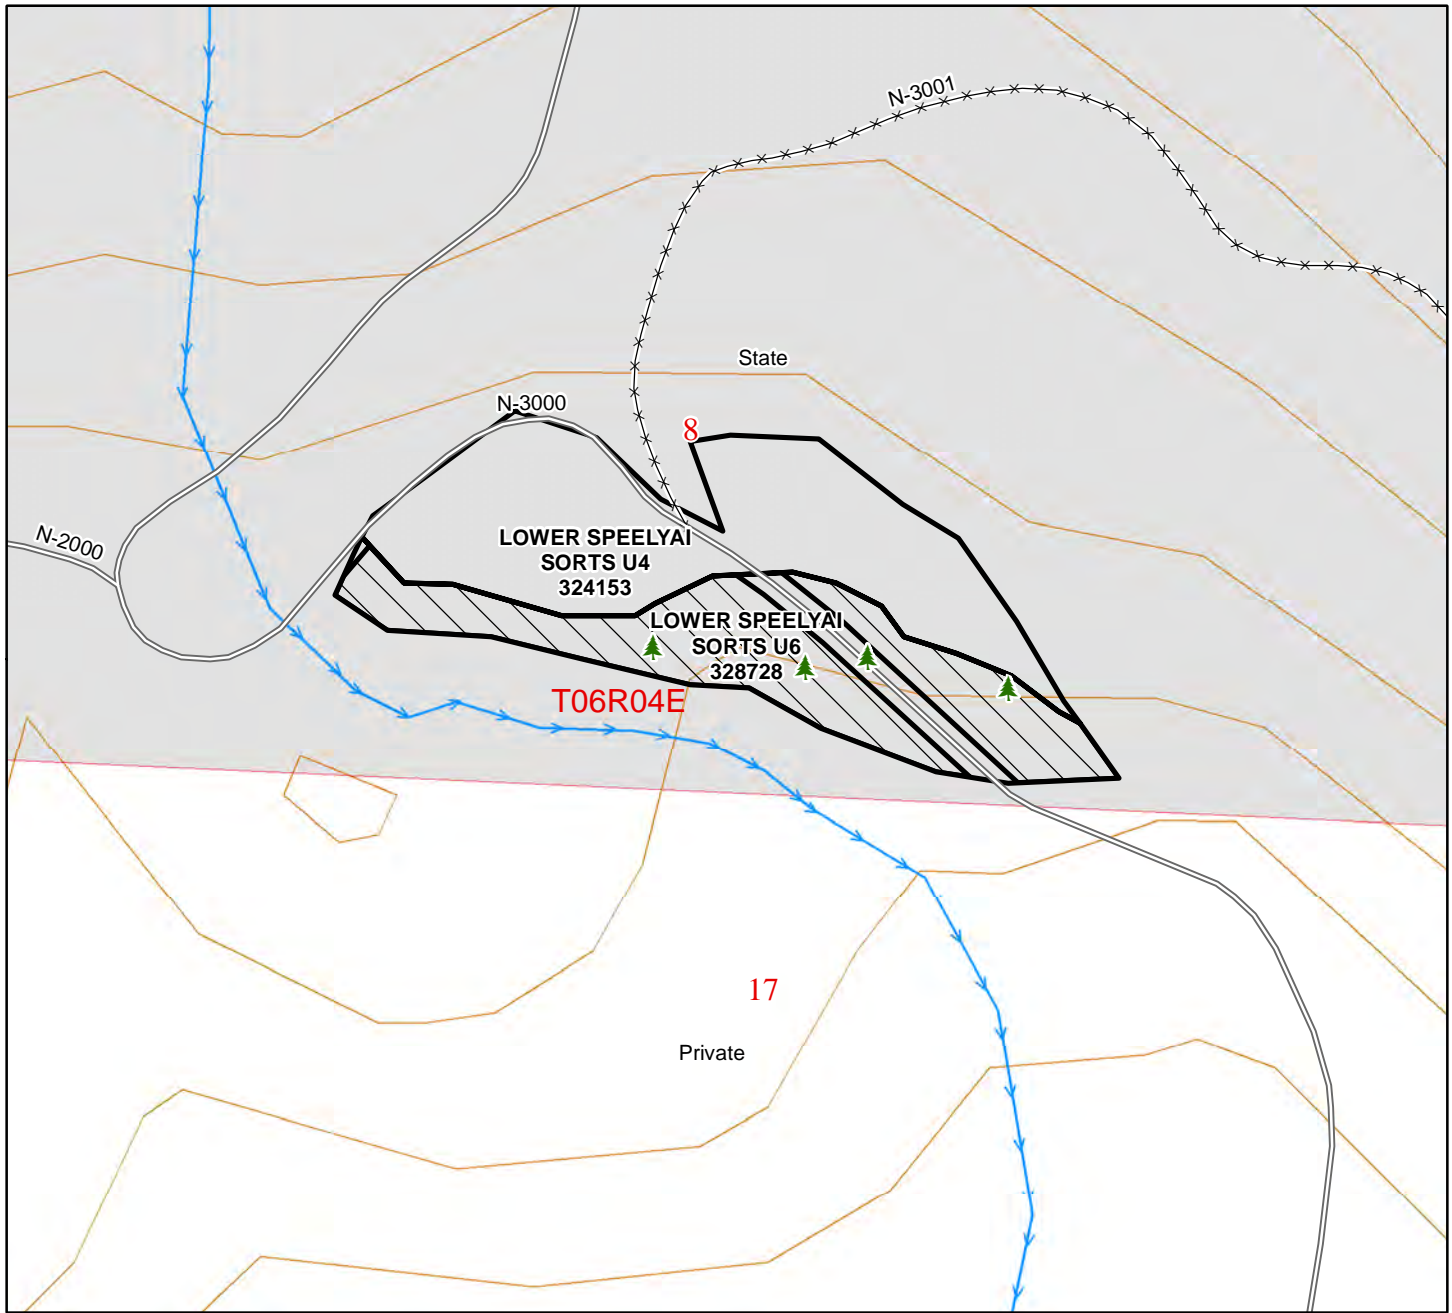 N-3001
State
N-3000
8
N-2000
LOWER SPEELYAI
SORTS U4
324153
LOWER SPEELYAI
SORTS U6
328728
T06R04E
17
Private